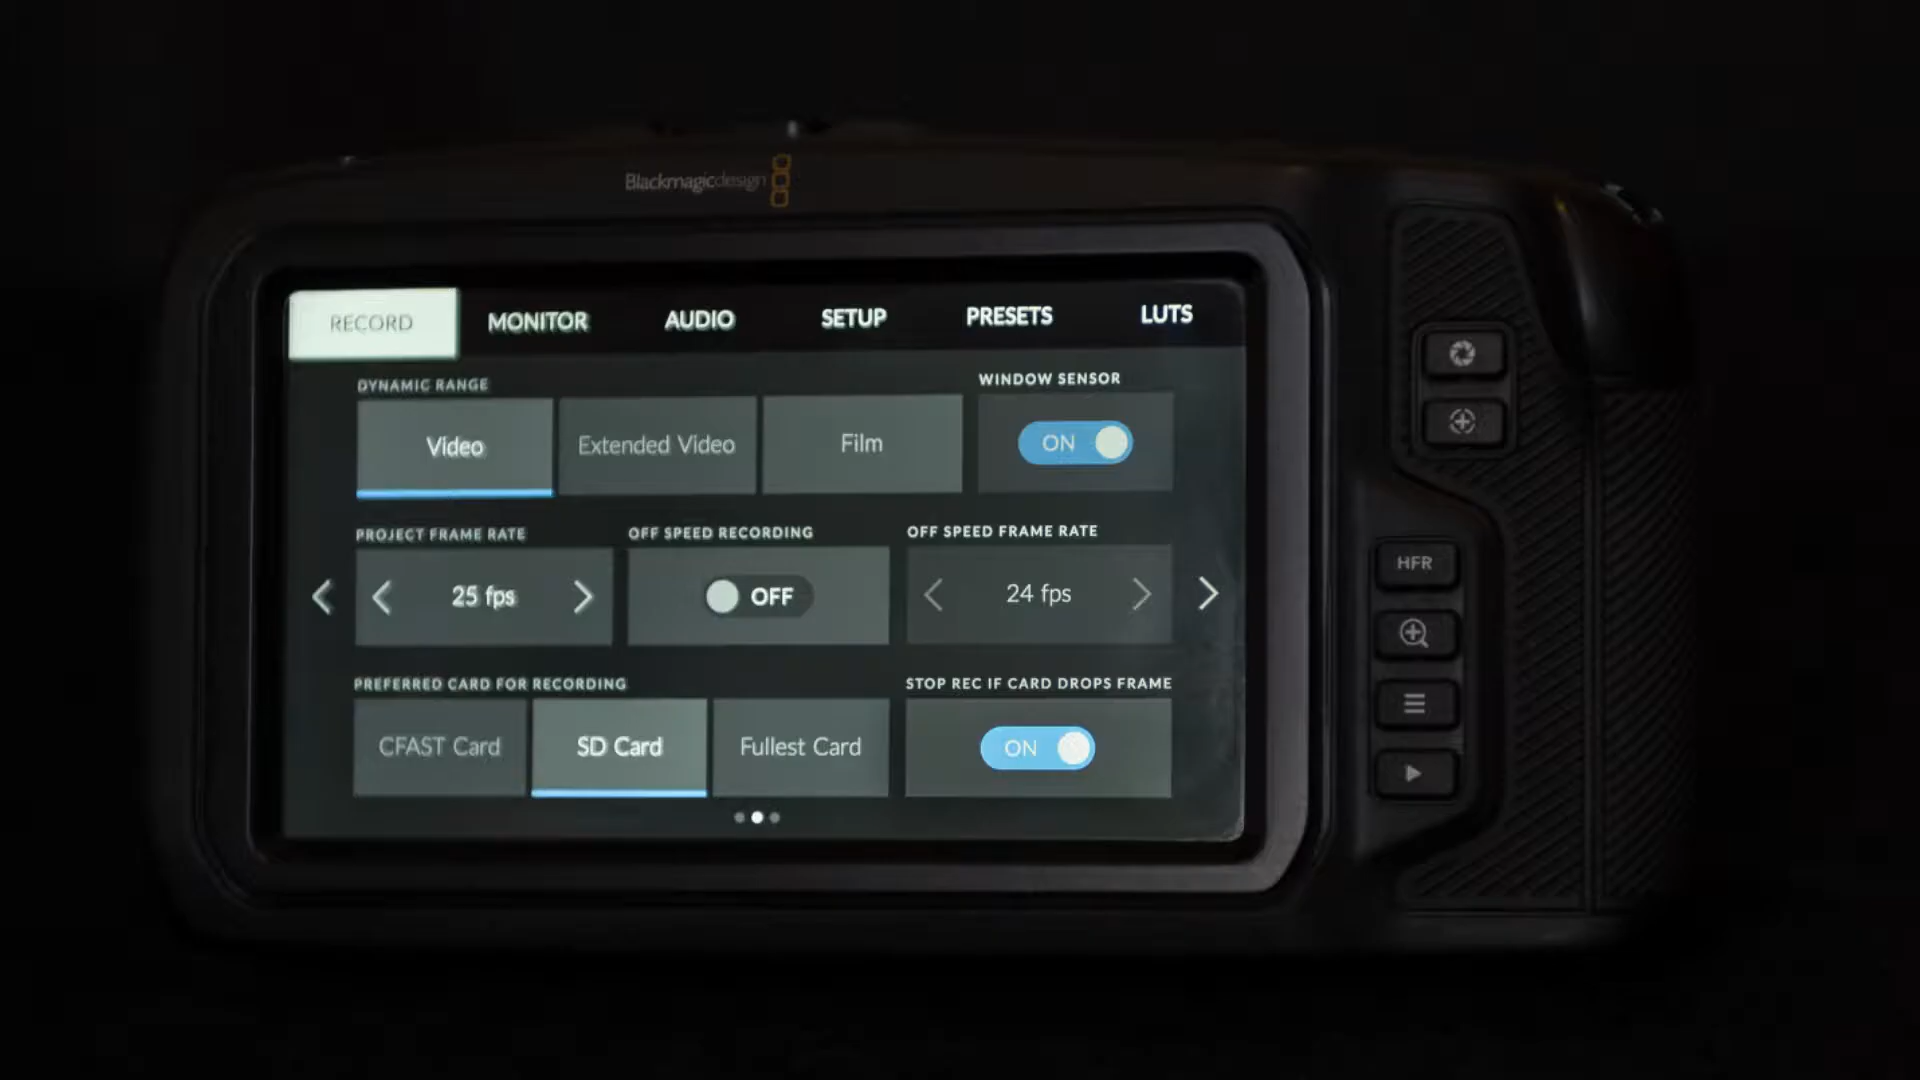 Blackmagicdesign
RECORD MONITOR AUDIO SETUP PRESETS LUTS
DYNAMIC RANGE WINDOW SENSOR
Video Extended Video Film ON
PROJECT FRAME RATE OFF SPEED RECORDING OFF SPEED FRAME RATE
25 fps OFF 24 fps
PREFERRED CARD FOR RECORDING STOP REC IF CARD DROPS FRAME
CFAST Card SD Card Fullest Card ON
HFR